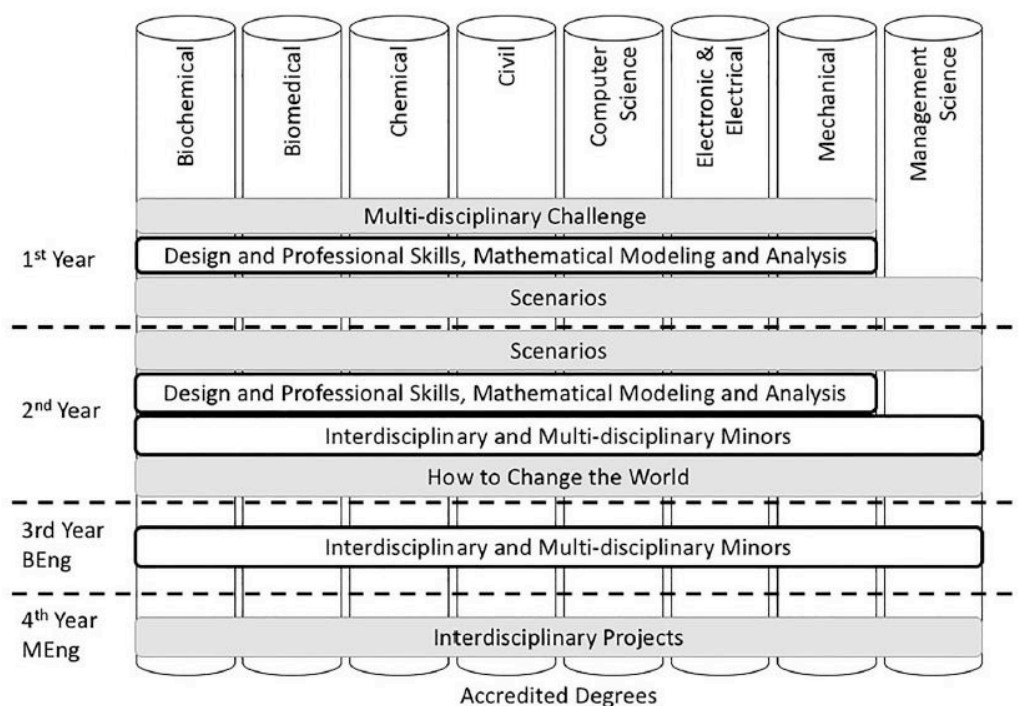 Biochemical
Biomedical
Chemical
Civil
Computer
Science
Electronic &
Electrical
Mechanical
Management
Science
Multi-disciplinary Challenge
1st Year
Design and Professional Skills, Mathematical Modeling and Analysis
Scenarios
Scenarios
2nd Year
Design and Professional Skills, Mathematical Modeling and Analysis
Interdisciplinary and Multi-disciplinary Minors
How to Change the World
3rd Year
BEng
Interdisciplinary and Multi-disciplinary Minors
4th Year
MEng
Interdisciplinary Projects
Accredited Degrees